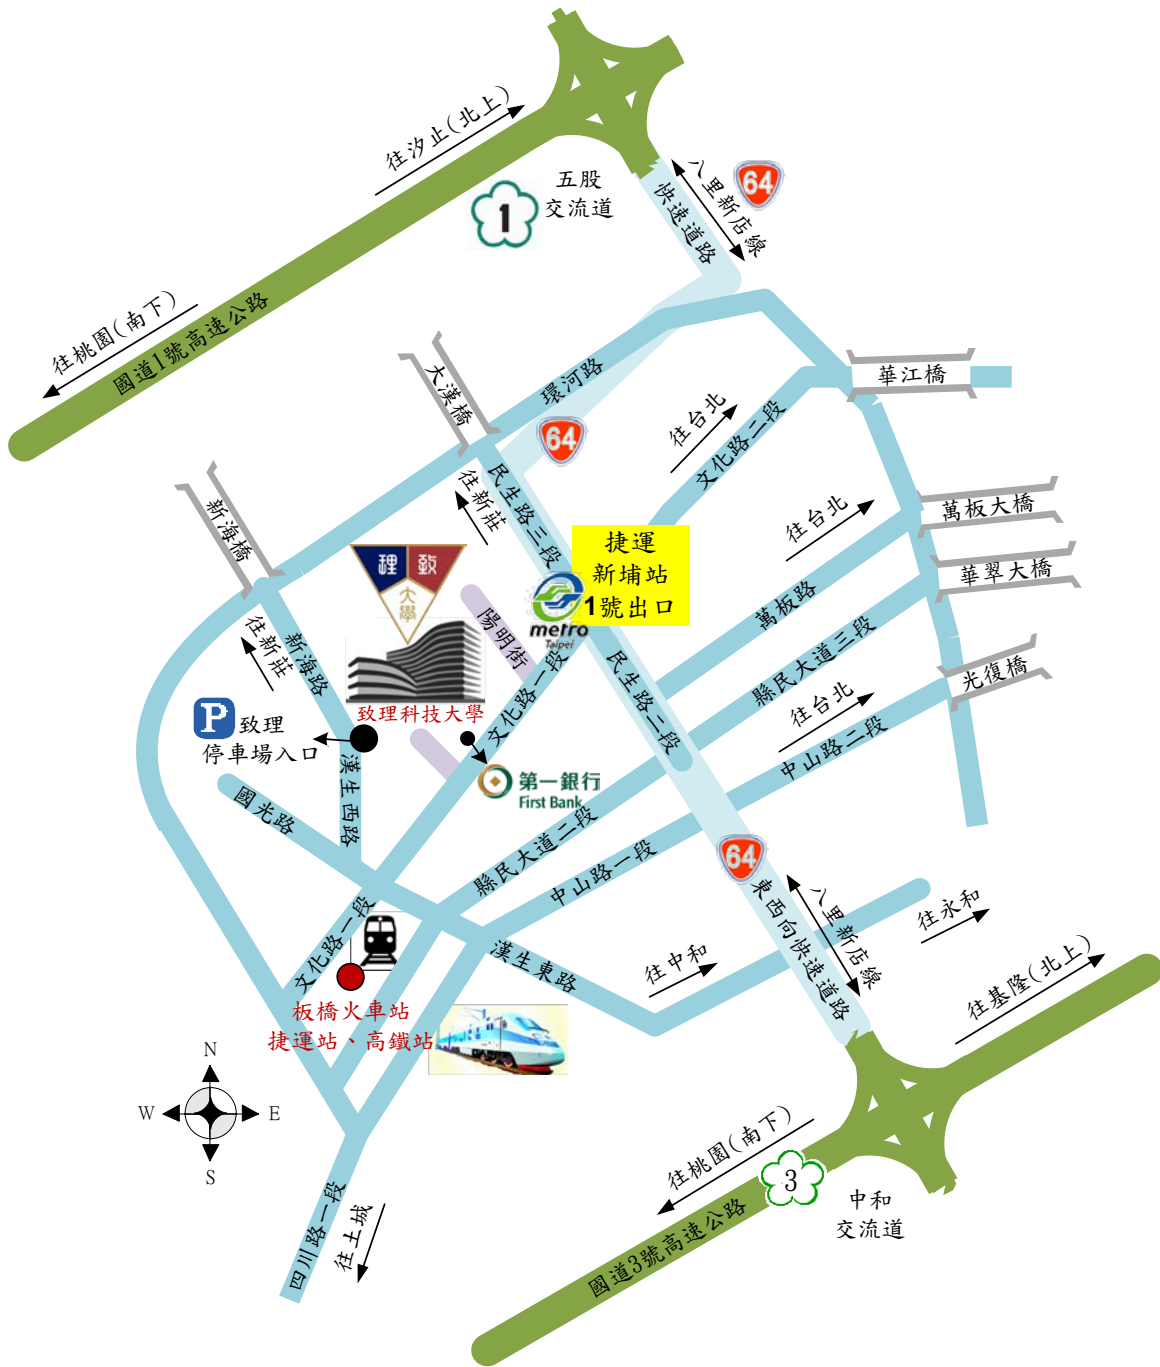 往汐止(北上)
五股
交流道
1
64
八里新店線
快速道路
往桃園(南下)
國道1號高速公路
大漢橋
環河路
華江橋
64
往台北
文化路二段
新海橋
往新莊
民生路三段
萬板大橋
往台北
捷運
新埔站
1號出口
華翠大橋
理 致
大學
metro
Taipei
陽明街
萬板路
往新莊
新海路
文化路一段
民生路二段
縣民大道三段
光復橋
往台北
中山路二段
致理科技大學
P
致理
停車場入口
漢生西路
第一銀行
First Bank
國光路
縣民大道二段
中山路一段
64
東西向快速道路
八里新店線
往永和
文化路一段
漢生東路
往中和
板橋火車站
捷運站、高鐵站
往基隆(北上)
N
W
E
S
往桃園(南下)
3
中和
交流道
國道3號高速公路
四川路一段
往土城